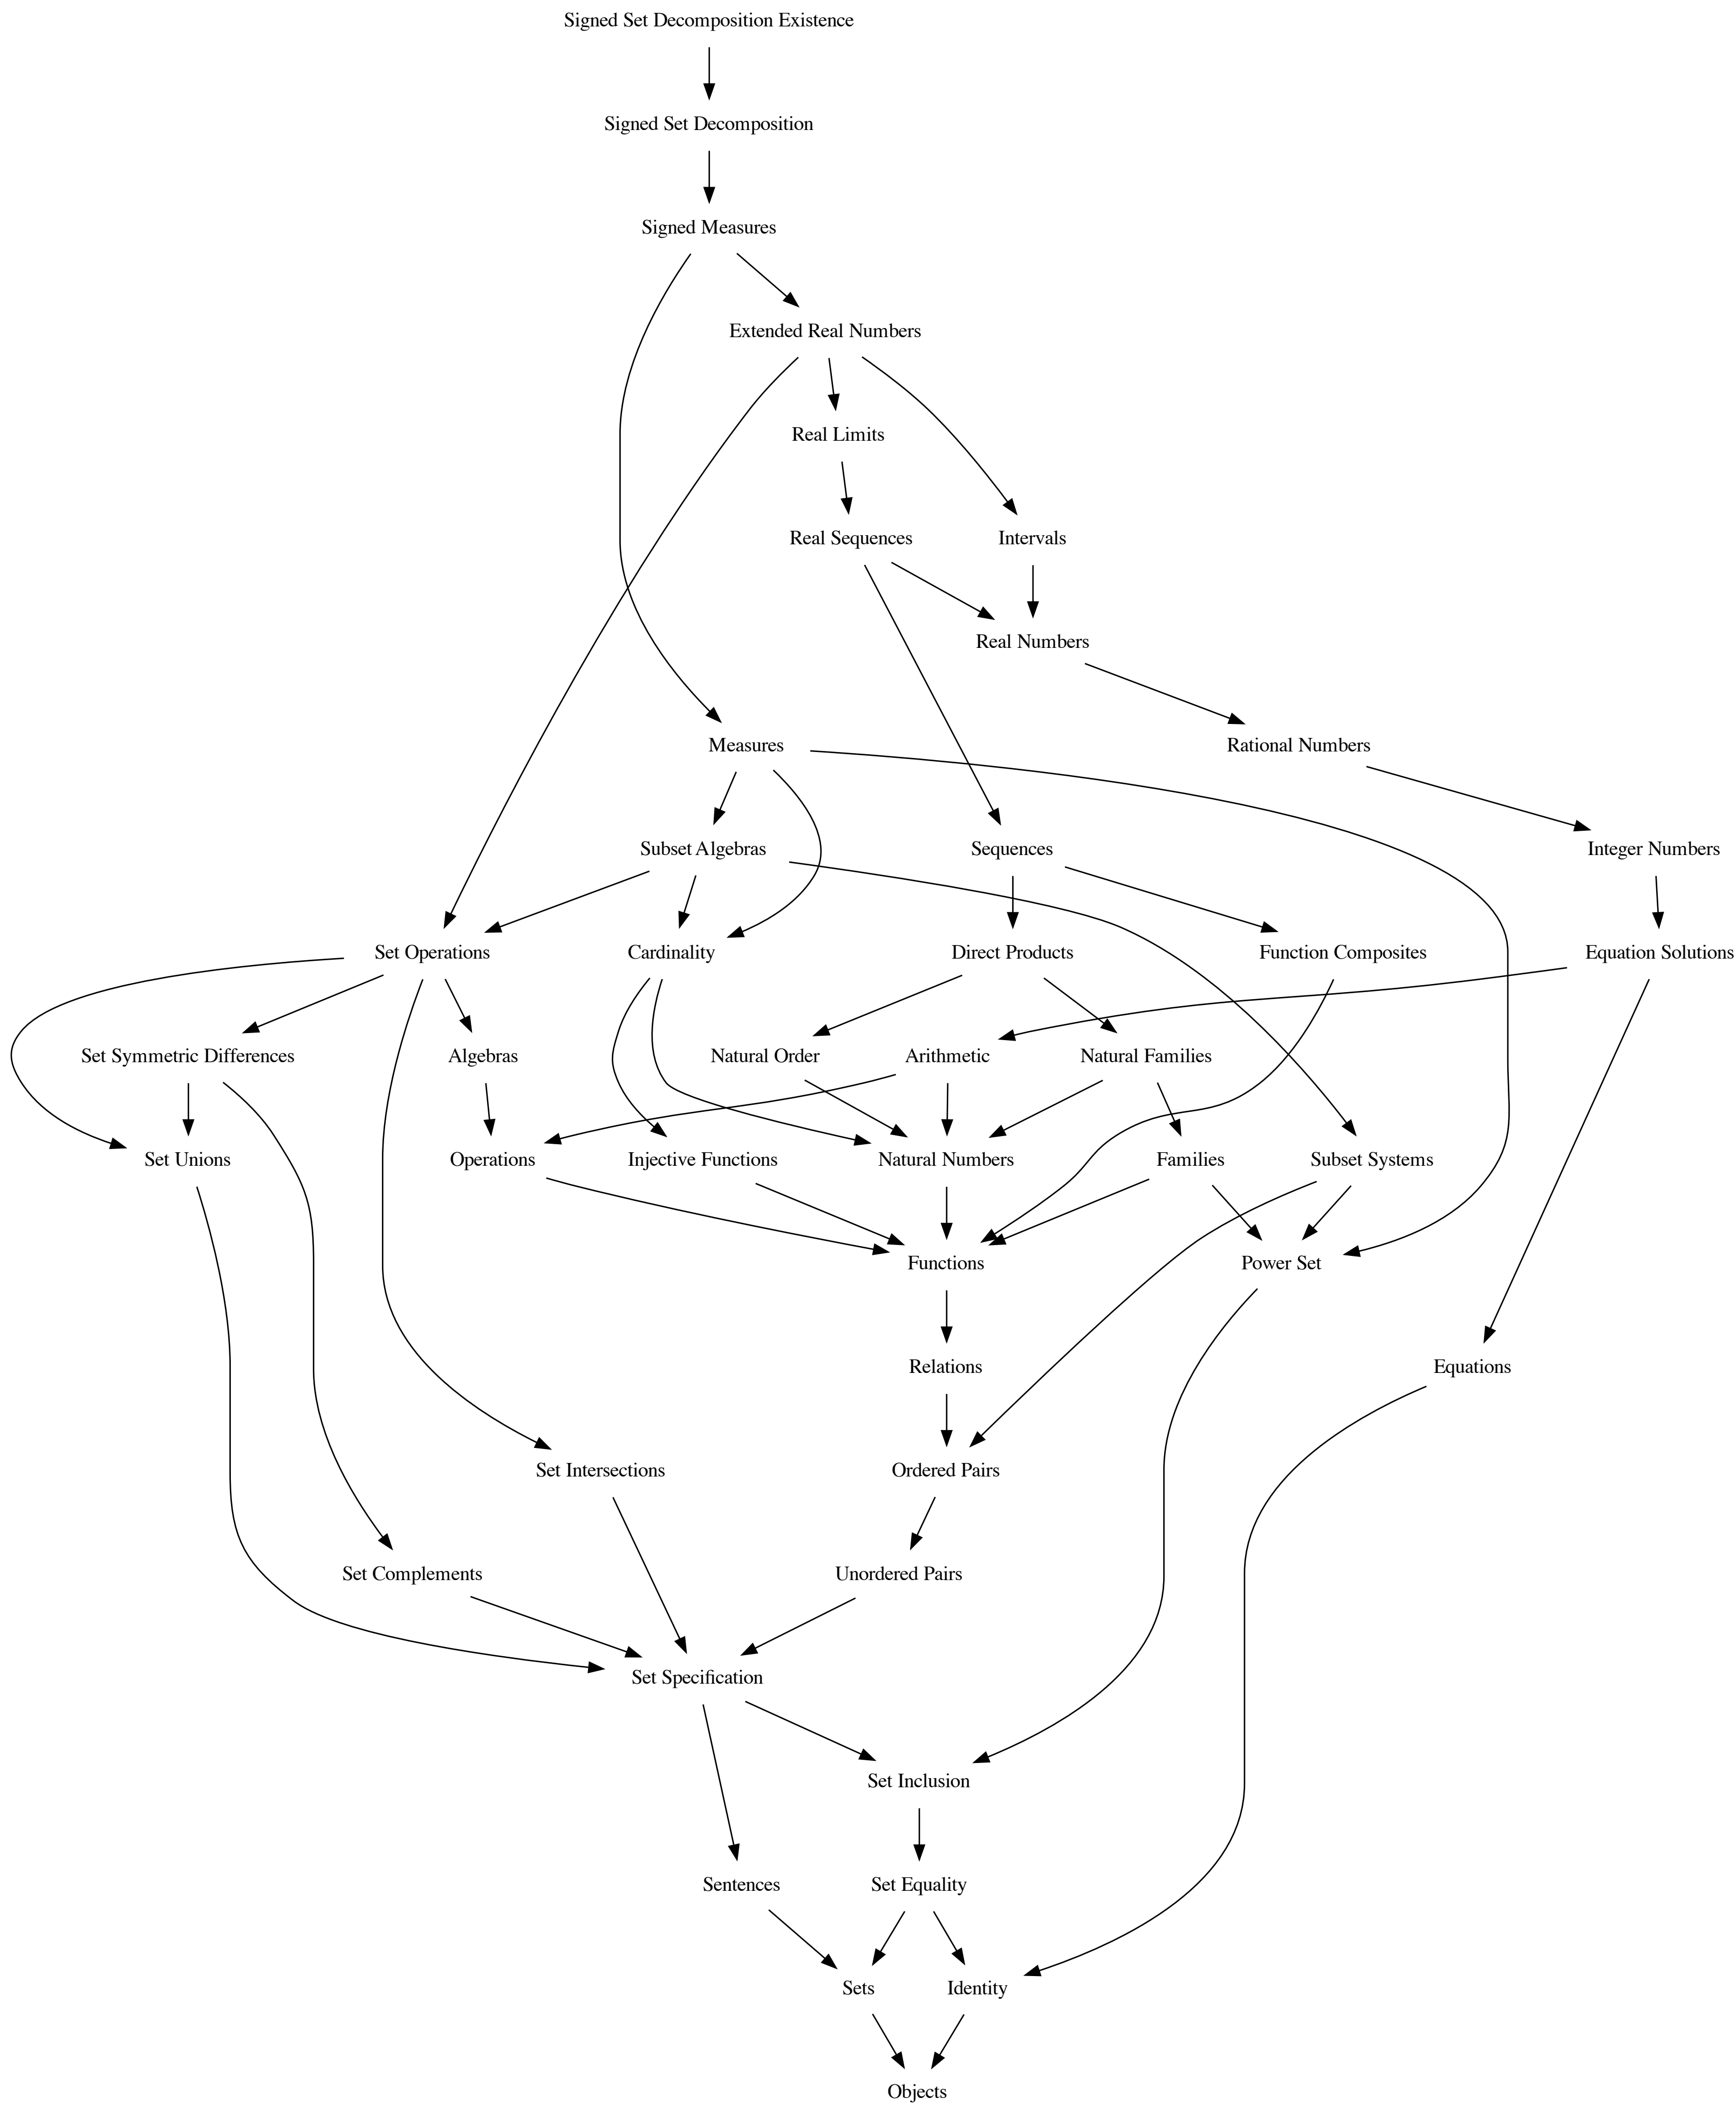 Signed Set Decomposition Existence
Signed Set Decomposition
Signed Measures
Extended Real Numbers
Real Limits
Real Sequences
Intervals
Real Numbers
Measures
Rational Numbers
Subset Algebras
Sequences
Integer Numbers
Set Operations
Cardinality
Direct Products
Function Composites
Equation Solutions
Set Symmetric Differences
Algebras
Natural Order
Arithmetic
Natural Families
Set Unions
Operations
Injective Functions
Natural Numbers
Families
Subset Systems
Functions
Power Set
Relations
Equations
Set Intersections
Ordered Pairs
Set Complements
Unordered Pairs
Set Specification
Set Inclusion
Sentences
Set Equality
Sets
Identity
Objects